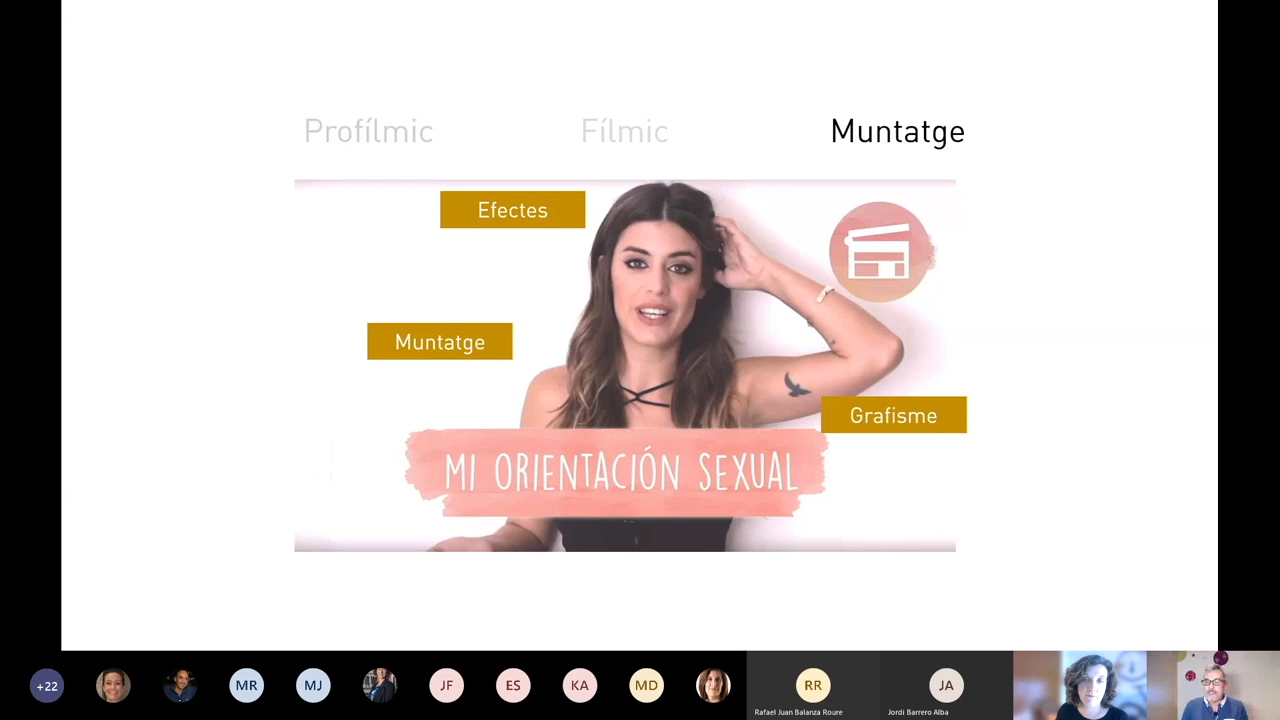 Profílmic
Fílmic
Muntatge
Efectes
Muntatge
Grafisme
MI ORIENTACIÓN SEXUAL
+22
MR
MJ
JF
ES
KA
MD
RR
JA
Rafael Juan Balanza Roure
Jordi Barrero Alba